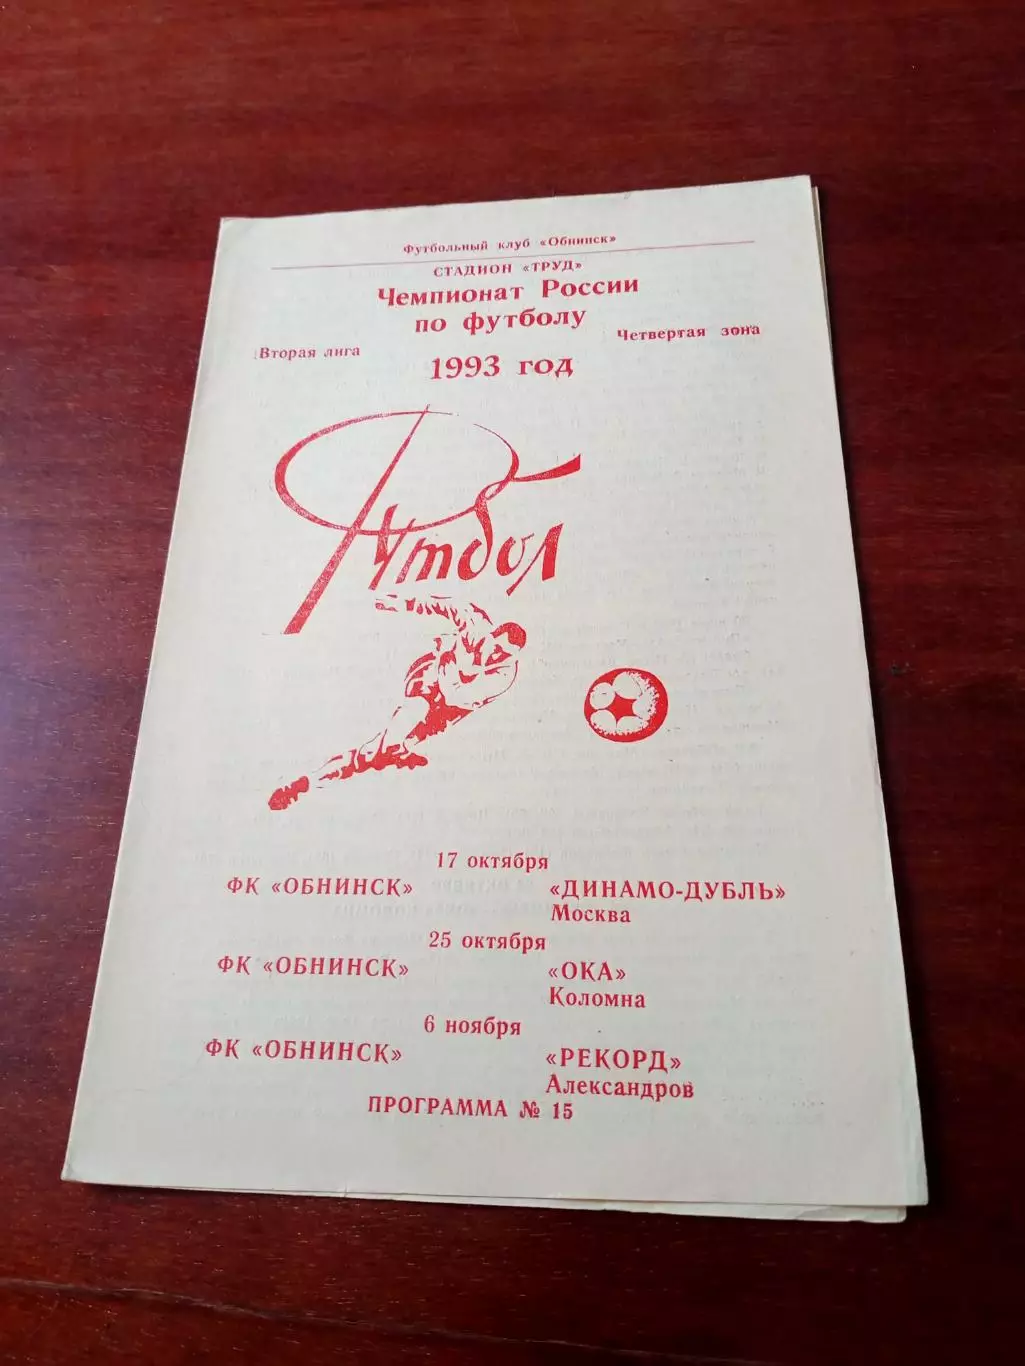 Футбольный клуб «Обнинск»
СТАДИОН «ТРУД»
Чемпионат России
по футболу
Вторая лига
Четвертая зона
1993 год
Футбол
17 октября
ФК «ОБНИНСК» «ДИНАМО-ДУБЛЬ»
Москва
25 октября
ФК «ОБНИНСК» «ОКА»
Коломна
6 ноября
ФК «ОБНИНСК» «РЕКОРД»
Александров
ПРОГРАММА № 15